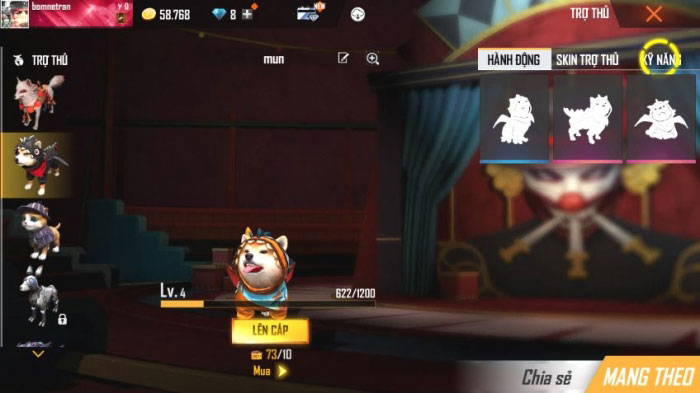 bomnetran
58.768
8
TRỢ THỦ
TRỢ THỦ
mun
HÀNH ĐỘNG
SKIN TRỢ THỦ
KỸ NĂNG
Lv. 4
622/1200
LÊN CẤP
73/10
Mua
Chia sẻ
MANG THEO